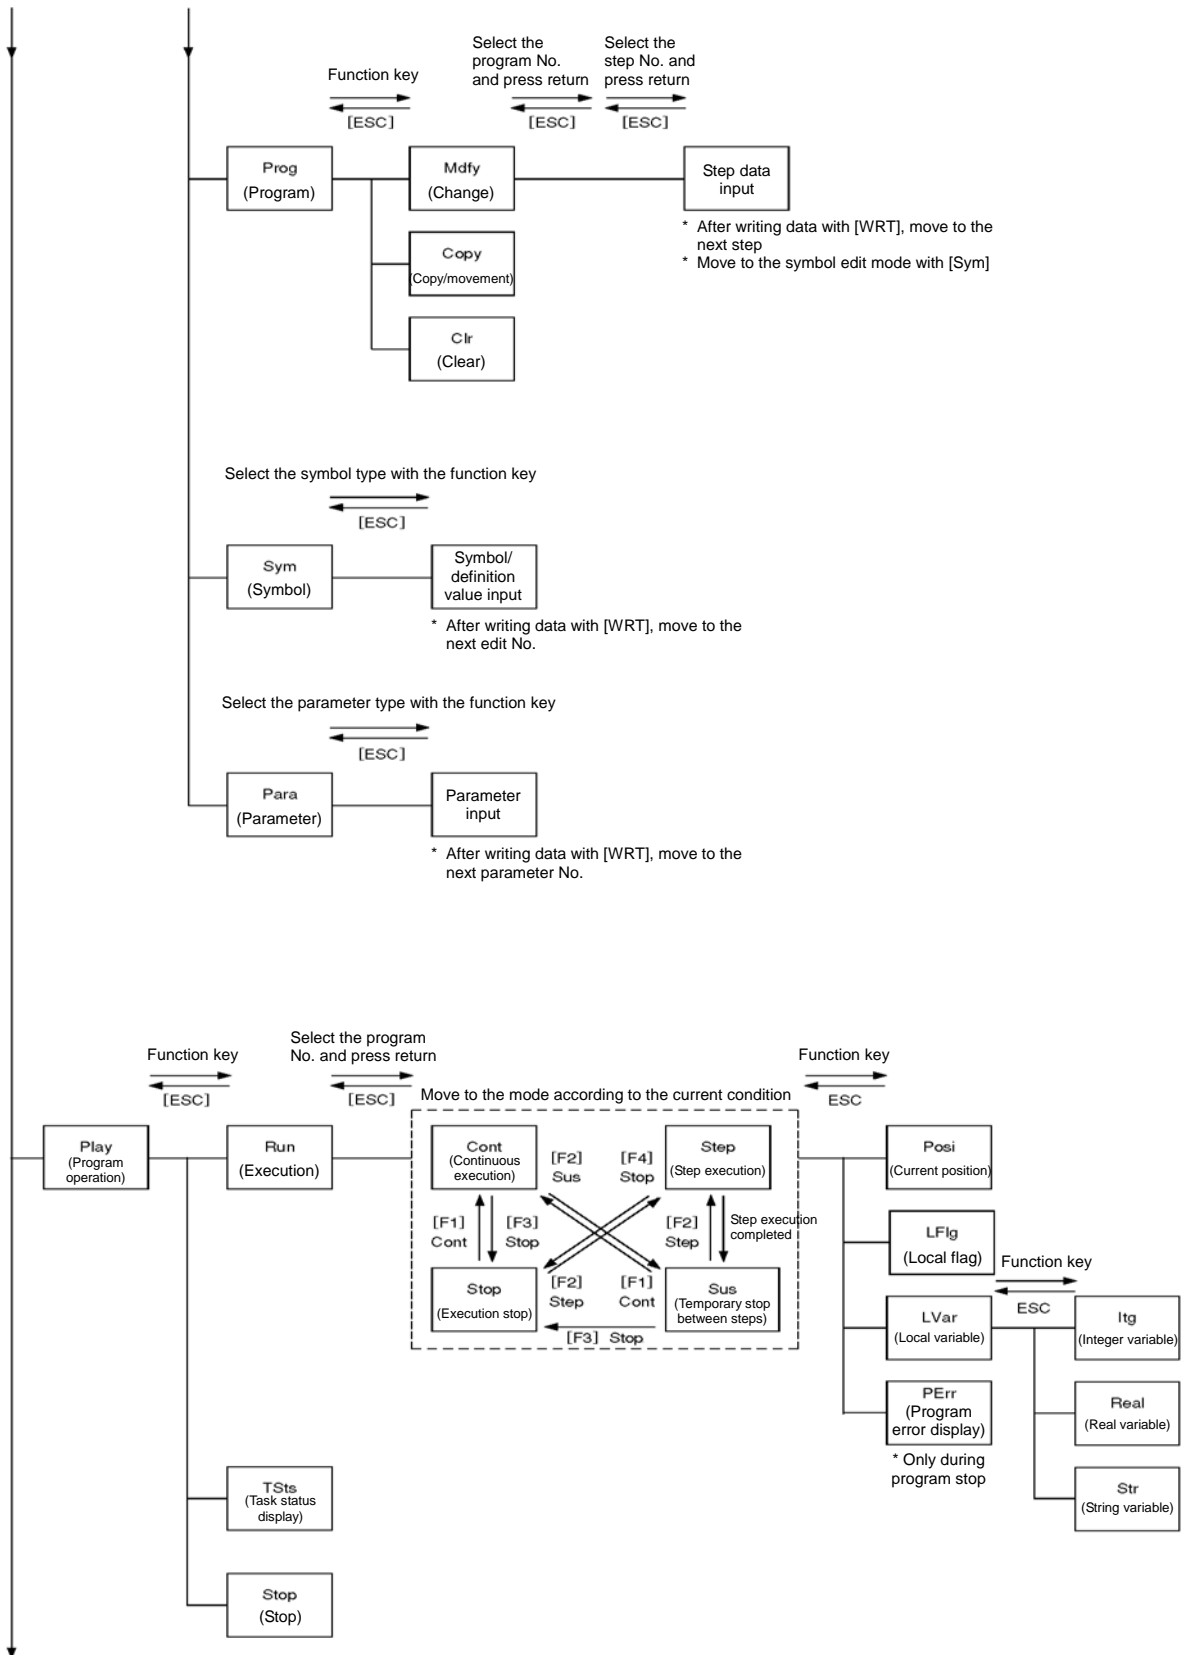 Select the
program No.
and press return
Select the
step No. and
press return
Function key
[ESC]
[ESC]
[ESC]
Prog
(Program)
Mdfy
(Change)
Step data
input
* After writing data with [WRT], move to the
next step
* Move to the symbol edit mode with [Sym]
Copy
(Copy/movement)
Clr
(Clear)
Select the symbol type with the function key
[ESC]
Sym
(Symbol)
Symbol/
definition
value input
* After writing data with [WRT], move to the
next edit No.
Select the parameter type with the function key
[ESC]
Para
(Parameter)
Parameter
input
* After writing data with [WRT], move to the
next parameter No.
Function key
[ESC]
Select the program
No. and press return
[ESC]
Function key
ESC
Move to the mode according to the current condition
Play
(Program
operation)
Run
(Execution)
Cont
(Continuous
execution)
[F2]
Sus
[F4]
Stop
Step
(Step execution)
[F1]
Cont
[F3]
Stop
[F2]
Step
Step execution
completed
Stop
(Execution stop)
[F2]
Step
[F1]
Cont
Sus
(Temporary stop
between steps)
[F3] Stop
Posi
(Current position)
LFlg
(Local flag)
Function key
ESC
LVar
(Local variable)
Itg
(Integer variable)
PErr
(Program
error display)
* Only during
program stop
Real
(Real variable)
Str
(String variable)
TSts
(Task status
display)
Stop
(Stop)